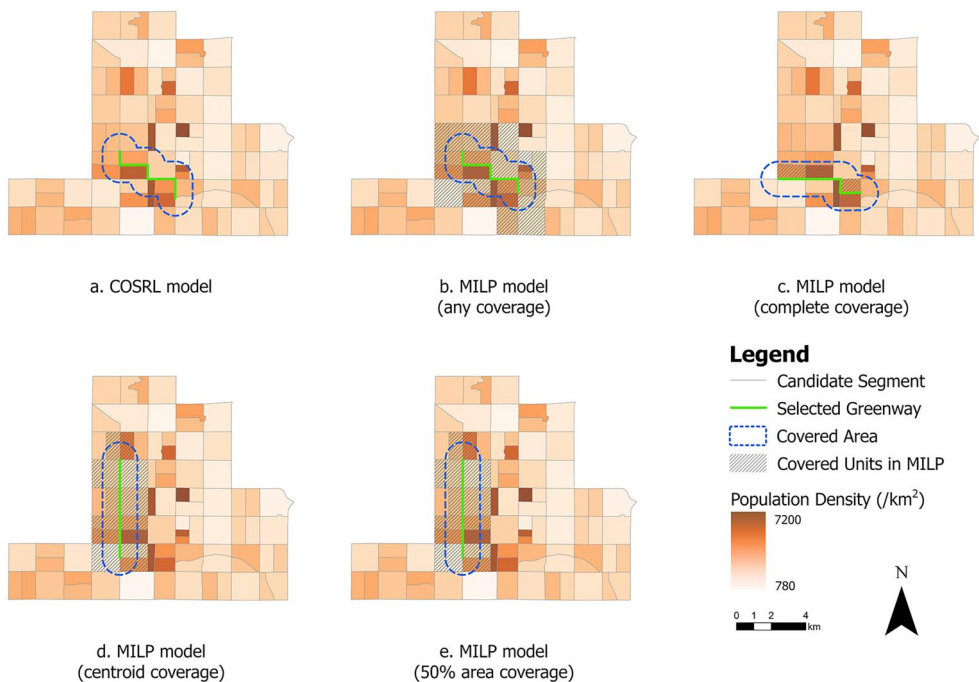 a. COSRL model
b. MILP model
(any coverage)
c. MILP model
(complete coverage)
Legend
Candidate Segment
Selected Greenway
Covered Area
Covered Units in MILP
Population Density (/km²)
7200
780
N
0 1 2 4
km
d. MILP model
(centroid coverage)
e. MILP model
(50% area coverage)